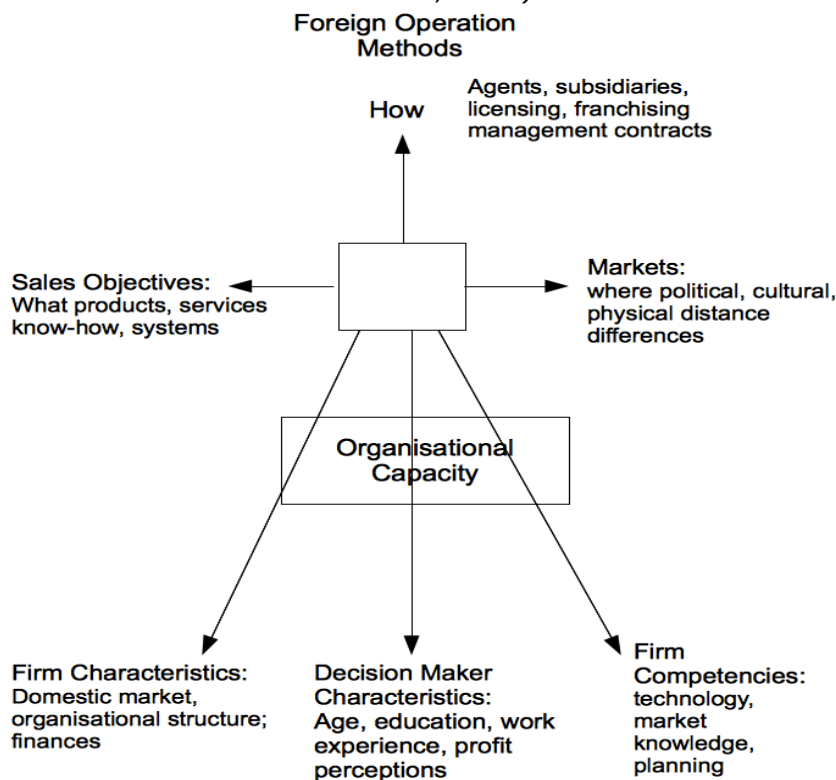 Foreign Operation
Methods
How
Agents, subsidiaries,
licensing, franchising
management contracts
Sales Objectives:
What products, services
know-how, systems
Markets:
where political, cultural,
physical distance
differences
Organisational
Capacity
Firm Characteristics:
Domestic market,
organisational structure;
finances
Decision Maker
Characteristics:
Age, education, work
experience, profit
perceptions
Firm
Competencies:
technology,
market
knowledge,
planning